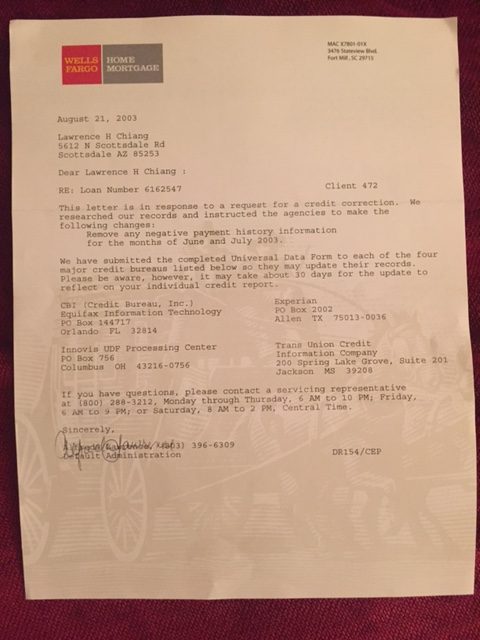 WELLS
FARGO
HOME
MORTGAGE
MAC X7801-01X
3476 Stateview Blvd.
Fort Mill, SC 29715
August 21, 2003
Lawrence H Chiang
5612 N Scottsdale Rd
Scottsdale AZ 85253
Dear Lawrence H Chiang :
RE: Loan Number 6162547 Client 472
This letter is in response to a request for a credit correction. We
researched our records and instructed the agencies to make the
following changes:
Remove any negative payment history information
for the months of June and July 2003.
We have submitted the completed Universal Data Form to each of the four
major credit bureaus listed below so they may update their records.
Please be aware, however, it may take about 30 days for the update to
reflect on your individual credit report.
CBI (Credit Bureau, Inc.)
Equifax Information Technology
PO Box 144717
Orlando FL 32814
Experian
PO Box 2002
Allen TX 75013-0036
Innovis UDF Processing Center
PO Box 756
Columbus OH 43216-0756
Trans Union Credit
Information Company
200 Spring Lake Grove, Suite 201
Jackson MS 39208
If you have questions, please contact a servicing representative
at (800) 288-3212, Monday through Thursday, 6 AM to 10 PM; Friday,
6 AM to 9 PM; or Saturday, 8 AM to 2 PM, Central Time.
Sincerely,
396-6309
Default Administration
DR154/CEP